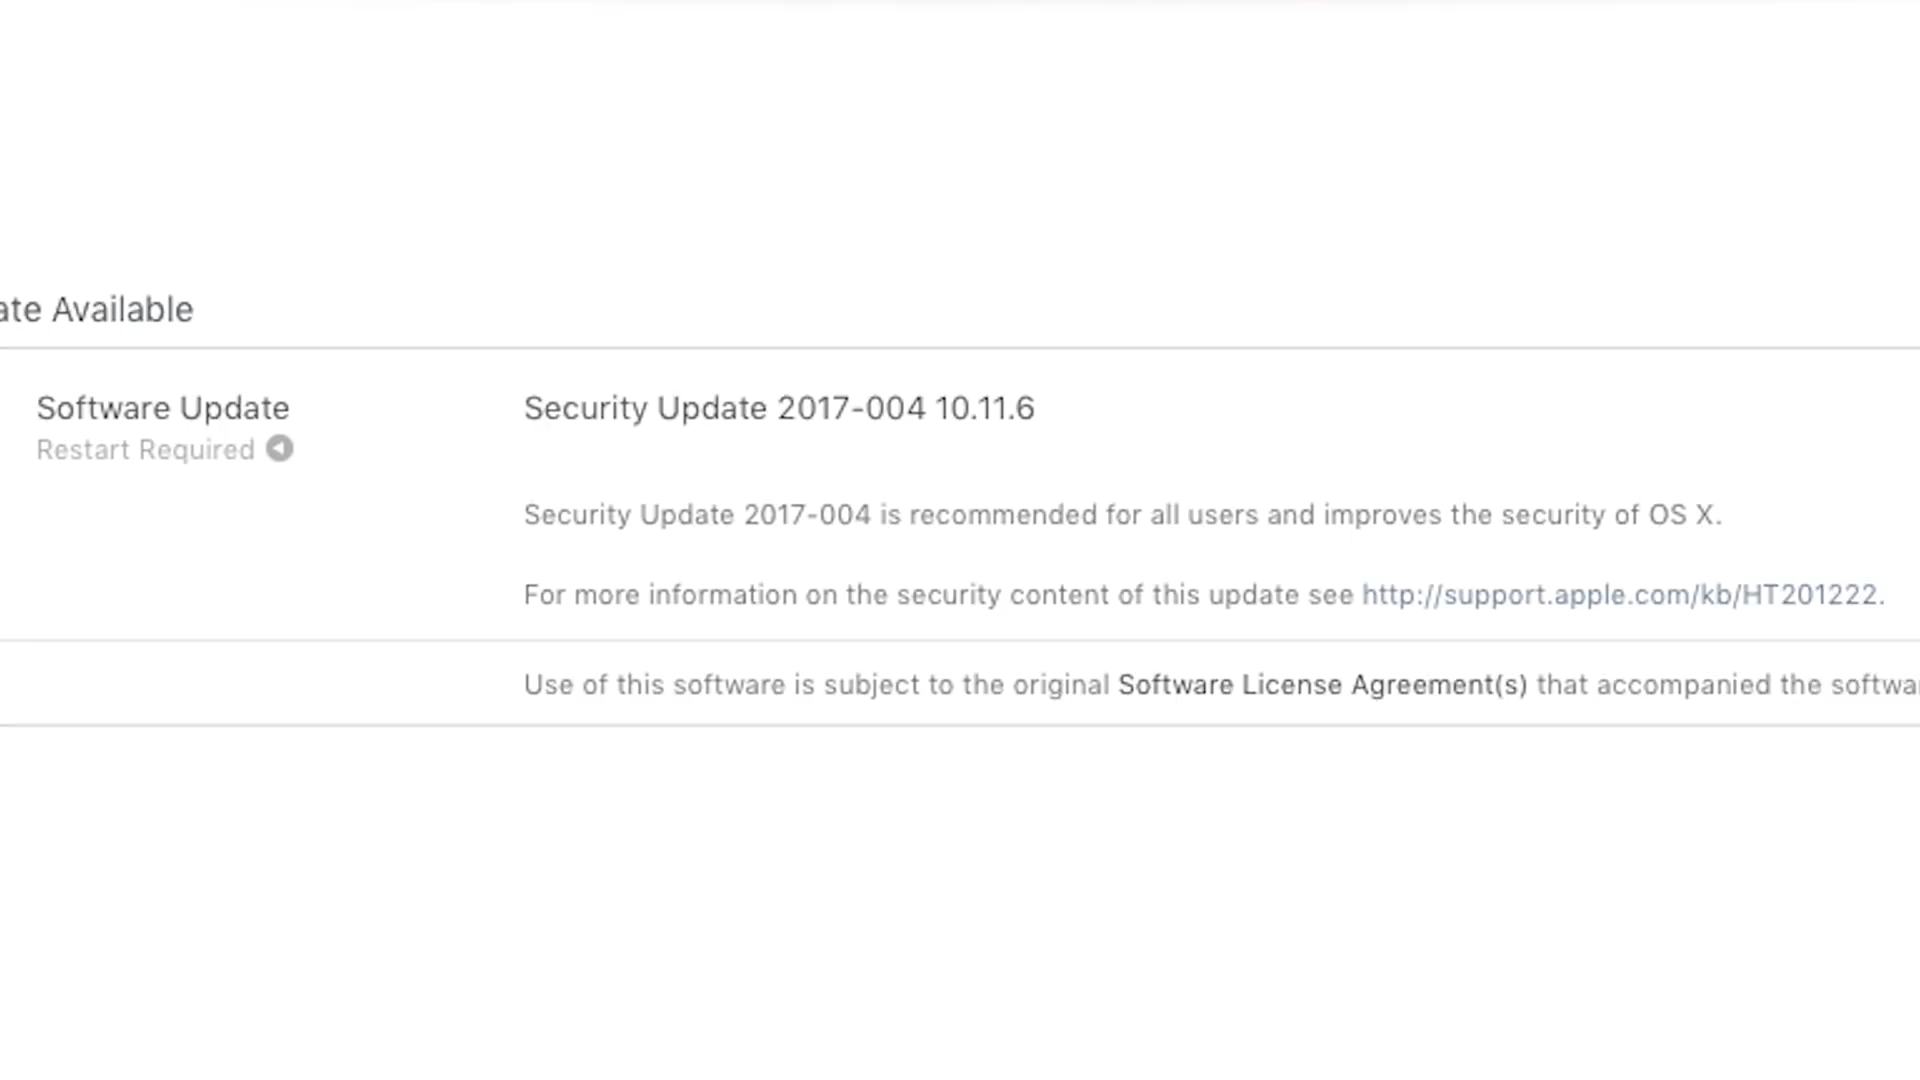 ate Available
Software Update
Restart Required
Security Update 2017-004 10.11.6
Security Update 2017-004 is recommended for all users and improves the security of OS X.
For more information on the security content of this update see http://support.apple.com/kb/HT201222.
Use of this software is subject to the original Software License Agreement(s) that accompanied the softwa